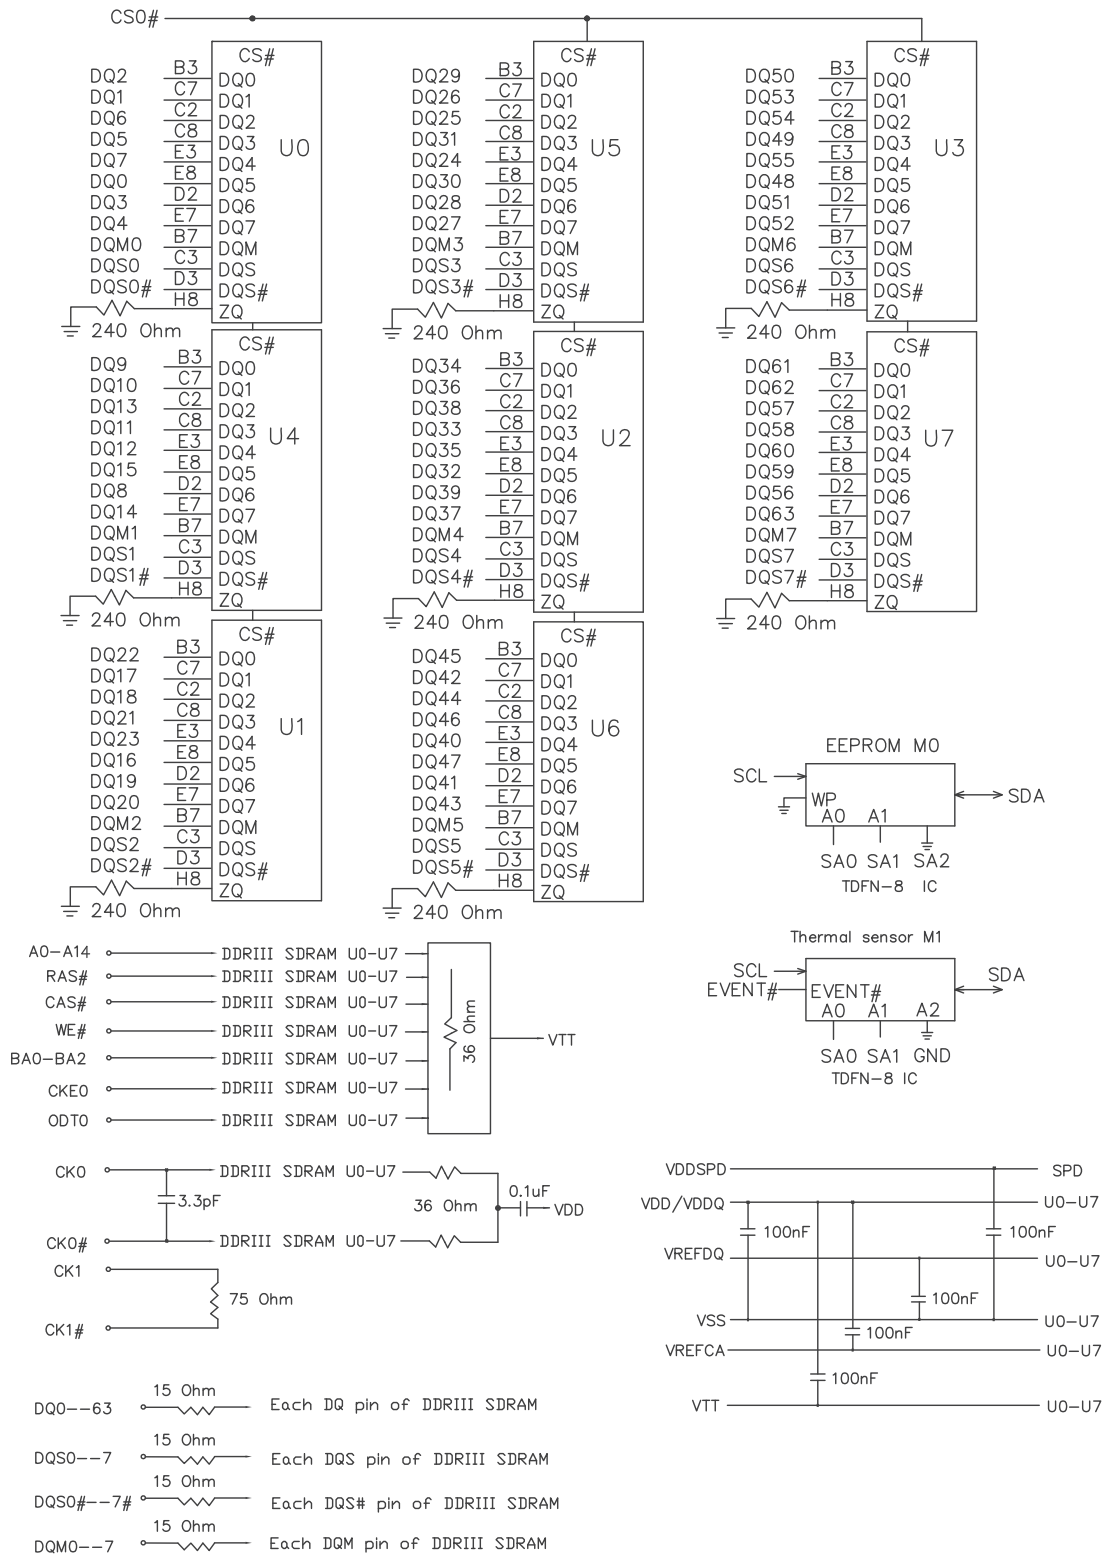 CS0#
CS#
DQ2 B3 DQ0
DQ1 C7 DQ1
DQ6 C2 DQ2
DQ5 C8 DQ3
U0
DQ7 E3 DQ4
DQ0 E8 DQ5
DQ3 D2 DQ6
DQ4 E7 DQ7
DQM0 B7 DQM
DQS0 C3 DQS
DQS0# D3 DQS#
H8 ZQ
240 Ohm
CS#
DQ9 B3 DQ0
DQ10 C7 DQ1
DQ13 C2 DQ2
DQ11 C8 DQ3
U4
DQ12 E3 DQ4
DQ15 E8 DQ5
DQ8 D2 DQ6
DQ14 E7 DQ7
DQM1 B7 DQM
DQS1 C3 DQS
DQS1# D3 DQS#
H8 ZQ
240 Ohm
CS#
DQ22 B3 DQ0
DQ17 C7 DQ1
DQ18 C2 DQ2
DQ21 C8 DQ3
U1
DQ23 E3 DQ4
DQ16 E8 DQ5
DQ19 D2 DQ6
DQ20 E7 DQ7
DQM2 B7 DQM
DQS2 C3 DQS
DQS2# D3 DQS#
H8 ZQ
240 Ohm
CS#
DQ29 B3 DQ0
DQ26 C7 DQ1
DQ25 C2 DQ2
DQ31 C8 DQ3
U5
DQ24 E3 DQ4
DQ30 E8 DQ5
DQ28 D2 DQ6
DQ27 E7 DQ7
DQM3 B7 DQM
DQS3 C3 DQS
DQS3# D3 DQS#
H8 ZQ
240 Ohm
CS#
DQ34 B3 DQ0
DQ36 C7 DQ1
DQ38 C2 DQ2
DQ33 C8 DQ3
U2
DQ35 E3 DQ4
DQ32 E8 DQ5
DQ39 D2 DQ6
DQ37 E7 DQ7
DQM4 B7 DQM
DQS4 C3 DQS
DQS4# D3 DQS#
H8 ZQ
240 Ohm
CS#
DQ45 B3 DQ0
DQ42 C7 DQ1
DQ44 C2 DQ2
DQ46 C8 DQ3
U6
DQ40 E3 DQ4
DQ47 E8 DQ5
DQ41 D2 DQ6
DQ43 E7 DQ7
DQM5 B7 DQM
DQS5 C3 DQS
DQS5# D3 DQS#
H8 ZQ
240 Ohm
CS#
DQ50 B3 DQ0
DQ53 C7 DQ1
DQ54 C2 DQ2
DQ49 C8 DQ3
U3
DQ55 E3 DQ4
DQ48 E8 DQ5
DQ51 D2 DQ6
DQ52 E7 DQ7
DQM6 B7 DQM
DQS6 C3 DQS
DQS6# D3 DQS#
H8 ZQ
240 Ohm
CS#
DQ61 B3 DQ0
DQ62 C7 DQ1
DQ57 C2 DQ2
DQ58 C8 DQ3
U7
DQ60 E3 DQ4
DQ59 E8 DQ5
DQ56 D2 DQ6
DQ63 E7 DQ7
DQM7 B7 DQM
DQS7 C3 DQS
DQS7# D3 DQS#
H8 ZQ
240 Ohm
EEPROM M0
SCL
WP SDA
A0 A1
SA0 SA1 SA2
TDFN-8 IC
Thermal sensor M1
SCL SDA
EVENT# EVENT#
A0 A1 A2
SA0 SA1 GND
TDFN-8 IC
A0-A14 DDRIII SDRAM U0-U7
RAS# DDRIII SDRAM U0-U7
CAS# DDRIII SDRAM U0-U7
WE# DDRIII SDRAM U0-U7
36 Ohm
VTT
BA0-BA2 DDRIII SDRAM U0-U7
CKE0 DDRIII SDRAM U0-U7
ODT0 DDRIII SDRAM U0-U7
CK0 DDRIII SDRAM U0-U7
3.3pF 36 Ohm 0.1uF VDD
CK0# DDRIII SDRAM U0-U7
CK1
75 Ohm
CK1#
VDDSPD SPD
VDD/VDDQ U0-U7
100nF 100nF
VREFDQ U0-U7
100nF
VSS U0-U7
100nF
VREFCA U0-U7
100nF
VTT U0-U7
15 Ohm
DQ0--63 Each DQ pin of DDRIII SDRAM
15 Ohm
DQS0--7 Each DQS pin of DDRIII SDRAM
15 Ohm
DQS0#--7# Each DQS# pin of DDRIII SDRAM
15 Ohm
DQM0--7 Each DQM pin of DDRIII SDRAM